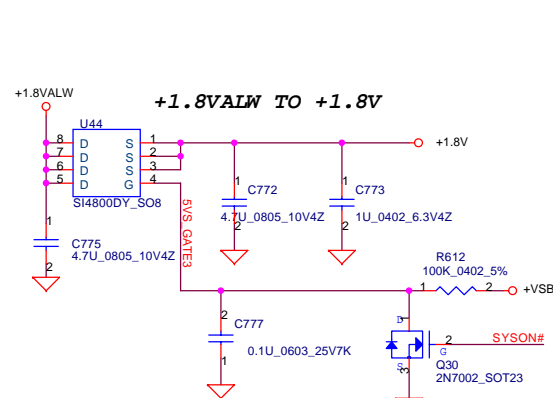 +1.8VALW TO +1.8V
+1.8VALW
U44
8 D S 1
7 D S 2
6 D S 3
5 D G 4
SI4800DY_SO8
+1.8V
1
C772
4.7U_0805_10V4Z
2
1
C773
1U_0402_6.3V4Z
2
1
C775
4.7U_0805_10V4Z
2
5VS_GATE3
R612
100K_0402_5%
1 2 +VSB
2
C777
0.1U_0603_25V7K
1
D 1
2 SYSON#
G
S 3
Q30
2N7002_SOT23